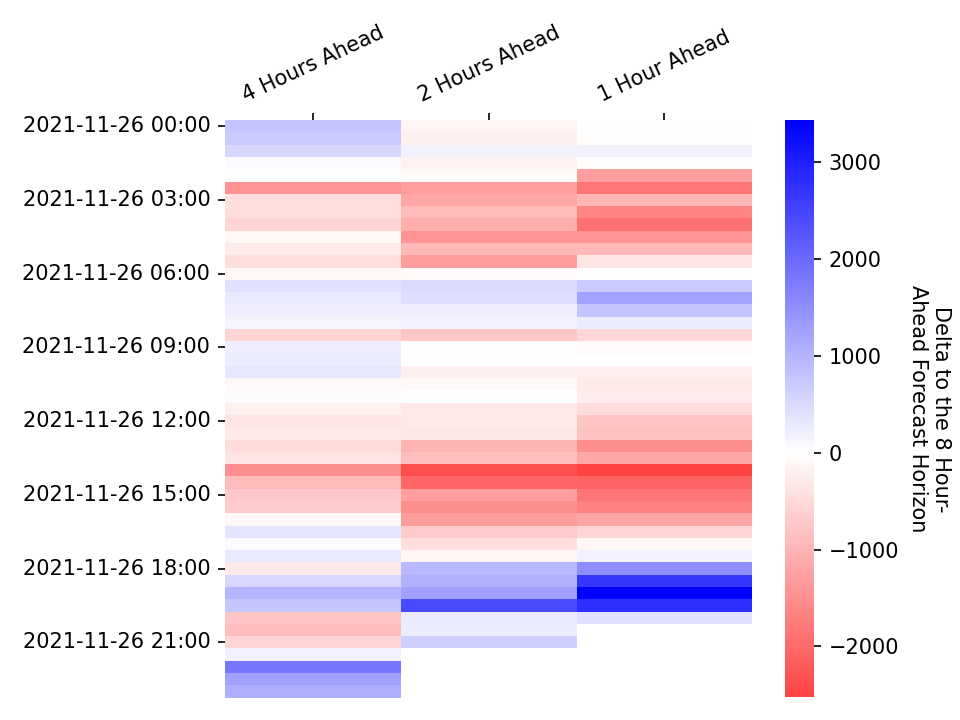 4 Hours Ahead
2 Hours Ahead
1 Hour Ahead
2021-11-26 00:00
2021-11-26 03:00
2021-11-26 06:00
2021-11-26 09:00
2021-11-26 12:00
2021-11-26 15:00
2021-11-26 18:00
2021-11-26 21:00
3000
2000
1000
0
−1000
−2000
Delta to the 8 Hour-
Ahead Forecast Horizon